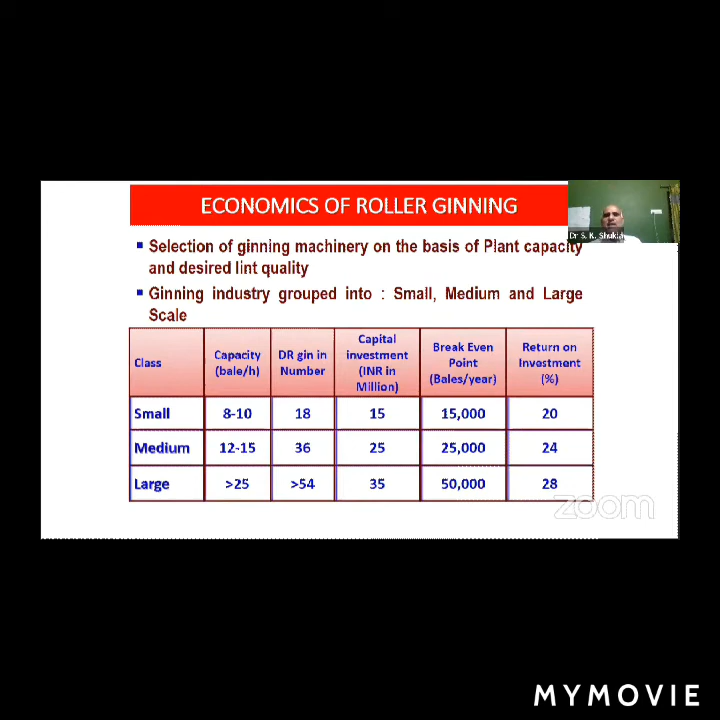 ECONOMICS OF ROLLER GINNING
Dr S. K. Shukla
▪ Selection of ginning machinery on the basis of Plant capacity
and desired lint quality
▪ Ginning industry grouped into : Small, Medium and Large
Scale
Class Capacity (bale/h) DR gin in Number Capital investment (INR in Million) Break Even Point (Bales/year) Return on Investment (%)
Small 8-10 18 15 15,000 20
Medium 12-15 36 25 25,000 24
Large >25 >54 35 50,000 28
zoom
MYMOVIE